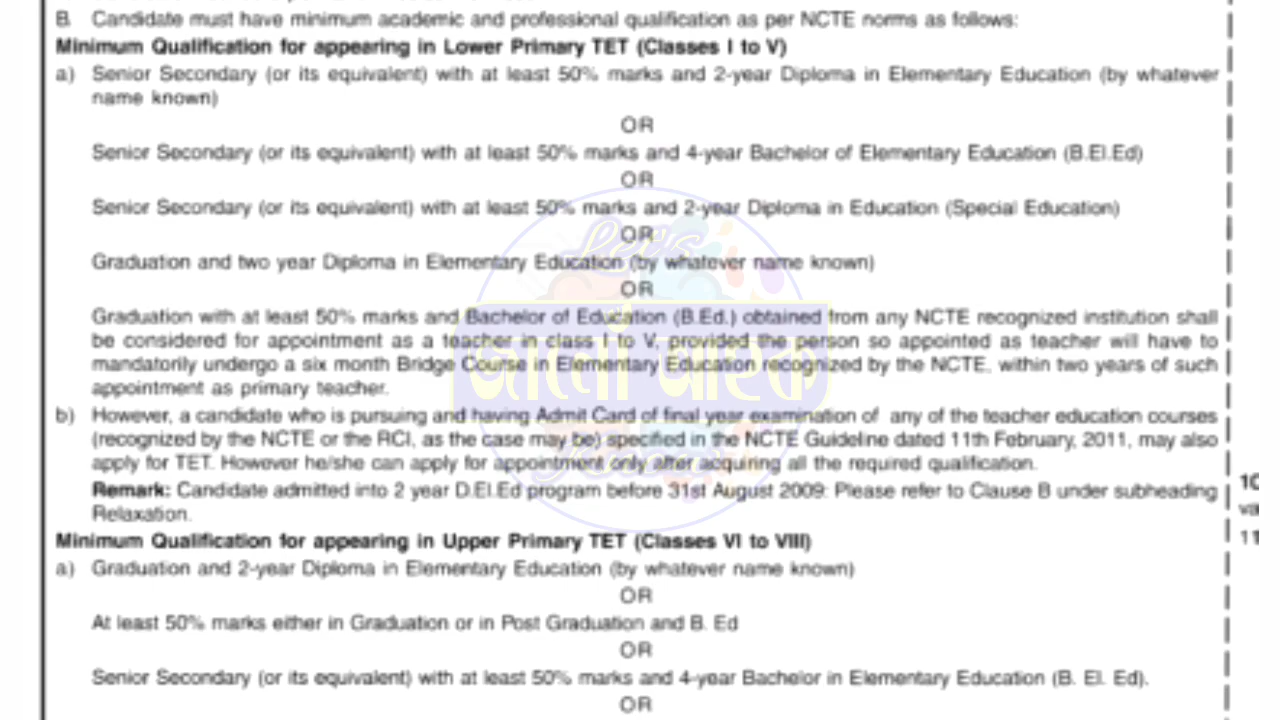 B. Candidate must have minimum academic and professional qualification as per NCTE norms as follows:
Minimum Qualification for appearing in Lower Primary TET (Classes I to V)
a) Senior Secondary (or its equivalent) with at least 50% marks and 2-year Diploma in Elementary Education (by whatever
name known)
OR
Senior Secondary (or its equivalent) with at least 50% marks and 4-year Bachelor of Elementary Education (B.El.Ed)
OR
Senior Secondary (or its equivalent) with at least 50% marks and 2-year Diploma in Education (Special Education)
OR
Graduation and two year Diploma in Elementary Education (by whatever name known)
OR
Graduation with at least 50% marks and Bachelor of Education (B.Ed.) obtained from any NCTE recognized institution shall
be considered for appointment as a teacher in class I to V, provided the person so appointed as teacher will have to
mandatorily undergo a six month Bridge Course in Elementary Education recognized by the NCTE, within two years of such
appointment as primary teacher.
b) However, a candidate who is pursuing and having Admit Card of final year examination of any of the teacher education courses
(recognized by the NCTE or the RCI, as the case may be) specified in the NCTE Guideline dated 11th February, 2011, may also
apply for TET. However he/she can apply for appointment only after acquiring all the required qualification.
Remark: Candidate admitted into 2 year D.El.Ed program before 31st August 2009: Please refer to Clause B under subheading
Relaxation.
Minimum Qualification for appearing in Upper Primary TET (Classes VI to VIII)
a) Graduation and 2-year Diploma in Elementary Education (by whatever name known)
OR
At least 50% marks either in Graduation or in Post Graduation and B. Ed
OR
Senior Secondary (or its equivalent) with at least 50% marks and 4-year Bachelor in Elementary Education (B. El. Ed).
OR
10
va
11